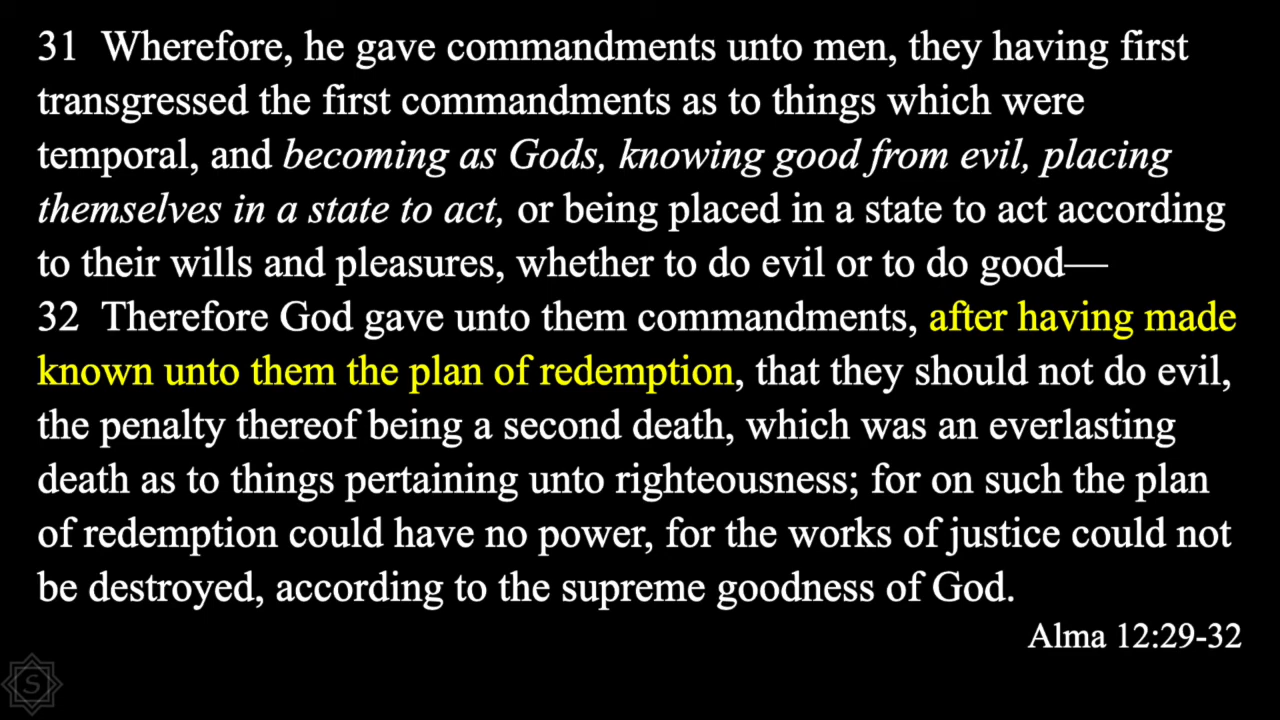 31 Wherefore, he gave commandments unto men, they having first
transgressed the first commandments as to things which were
temporal, and becoming as Gods, knowing good from evil, placing
themselves in a state to act, or being placed in a state to act according
to their wills and pleasures, whether to do evil or to do good—
32 Therefore God gave unto them commandments, after having made
known unto them the plan of redemption, that they should not do evil,
the penalty thereof being a second death, which was an everlasting
death as to things pertaining unto righteousness; for on such the plan
of redemption could have no power, for the works of justice could not
be destroyed, according to the supreme goodness of God.
Alma 12:29-32
S